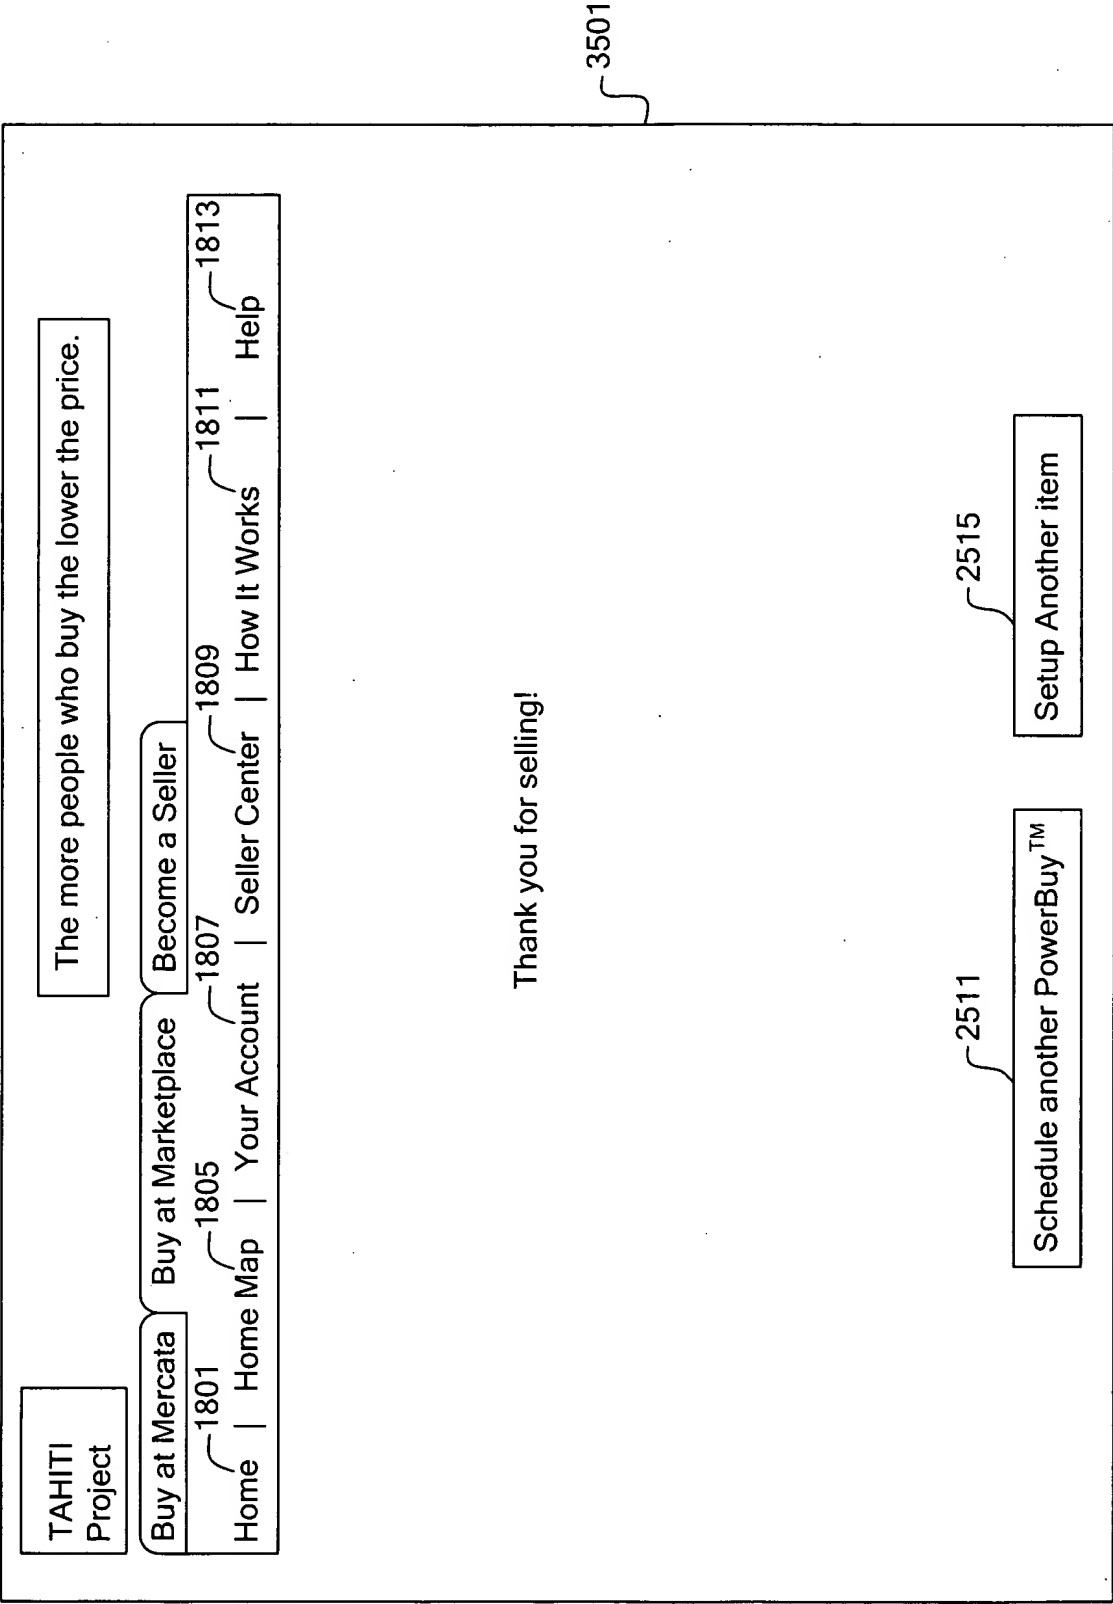 TAHITI
Project
The more people who buy the lower the price.
Buy at Mercata Buy at Marketplace Become a Seller
1801 1805 1807 1809 1811 1813
Home | Home Map | Your Account | Seller Center | How It Works | Help
3501
Thank you for selling!
2511 2515
Schedule another PowerBuy™ Setup Another item